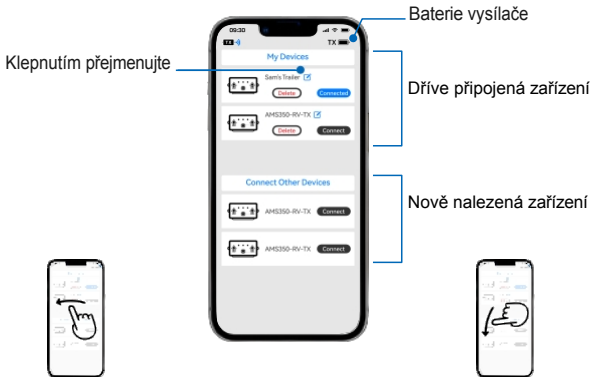 Baterie vysílače
09:30
TX
TX
My Devices
Klepnutím přejmenujte
Sam's Trailer
Delete
Connected
Dříve připojená zařízení
AMS350-RV-TX
Delete
Connect
Connect Other Devices
Nově nalezená zařízení
AMS350-RV-TX
Connect
AMS350-RV-TX
Connect